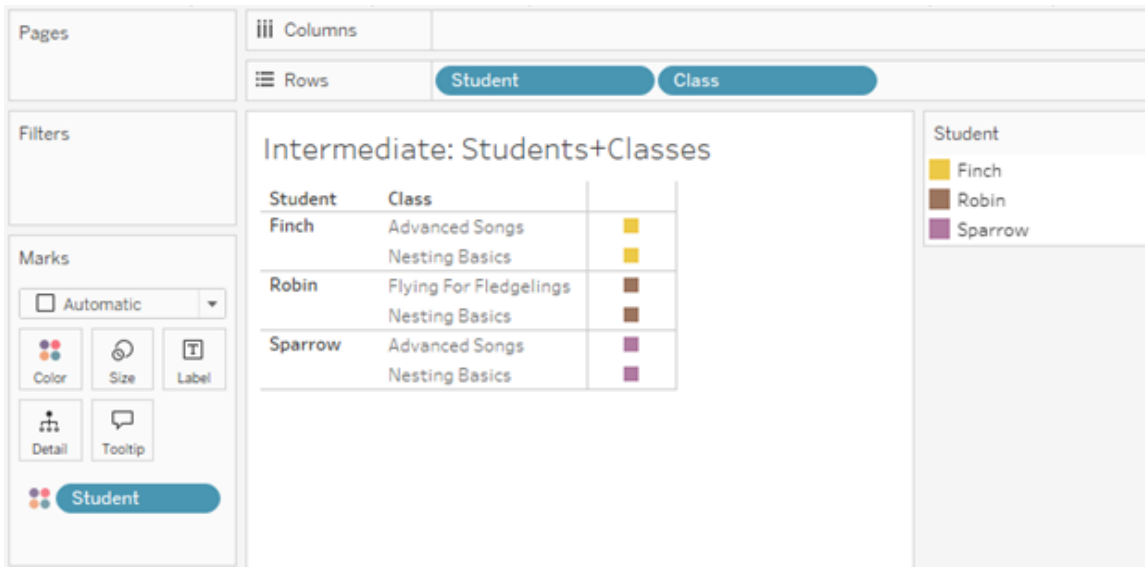 Pages
Columns
Rows
Student
Class
Filters
Intermediate: Students+Classes
Student Class
Finch Advanced Songs
Nesting Basics
Robin Flying For Fledgelings
Nesting Basics
Sparrow Advanced Songs
Nesting Basics
Marks
Automatic
Color Size Label
Detail Tooltip
Student
Student
Finch
Robin
Sparrow